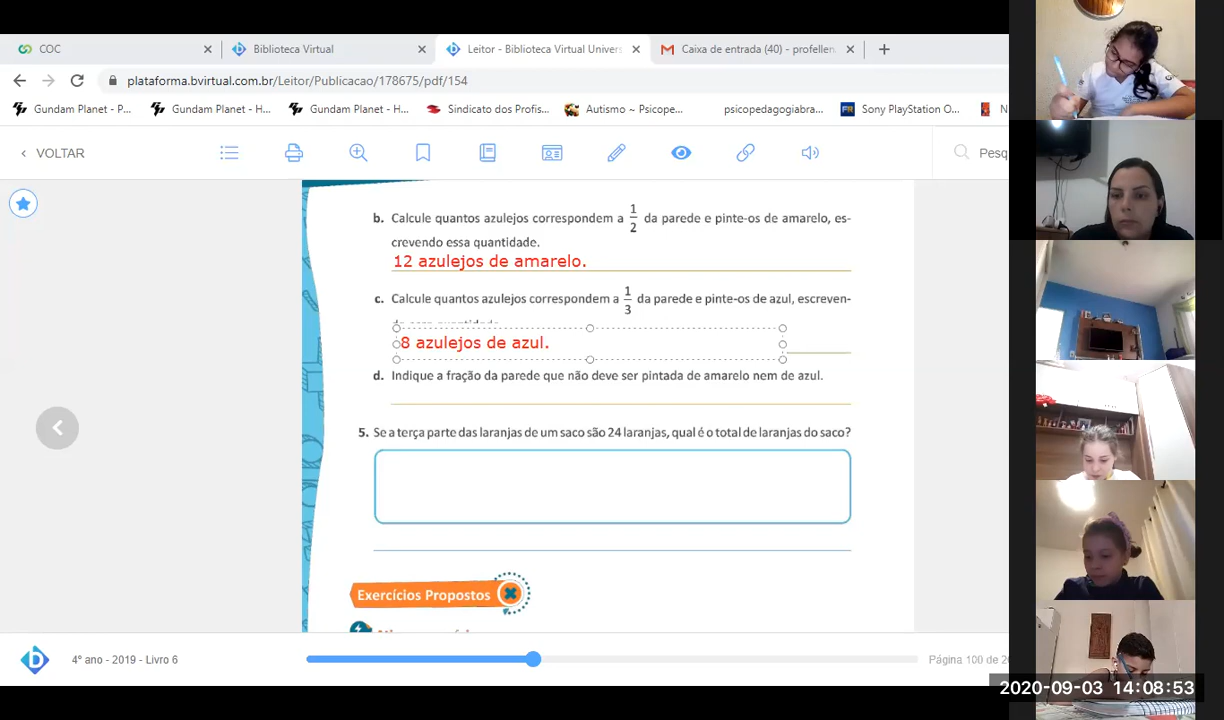 COC
Biblioteca Virtual
Leitor - Biblioteca Virtual Univers
Caixa de entrada (40) - profellen
plataforma.bvirtual.com.br/Leitor/Publicacao/178675/pdf/154
Gundam Planet - P...
Gundam Planet - H...
Gundam Planet - H...
Sindicato dos Profis...
Autismo ~ Psicope...
psicopedagogiabra...
FR
Sony PlayStation O...
N
VOLTAR
Pesq
b. Calcule quantos azulejos correspondem a 1/2 da parede e pinte-os de amarelo, es-
crevendo essa quantidade.
12 azulejos de amarelo.
c. Calcule quantos azulejos correspondem a 1/3 da parede e pinte-os de azul, escreven-
8 azulejos de azul.
d. Indique a fração da parede que não deve ser pintada de amarelo nem de azul.
5. Se a terça parte das laranjas de um saco são 24 laranjas, qual é o total de laranjas do saco?
Exercícios Propostos
4º ano - 2019 - Livro 6
Página 100 de
2020-09-03 14:08:53